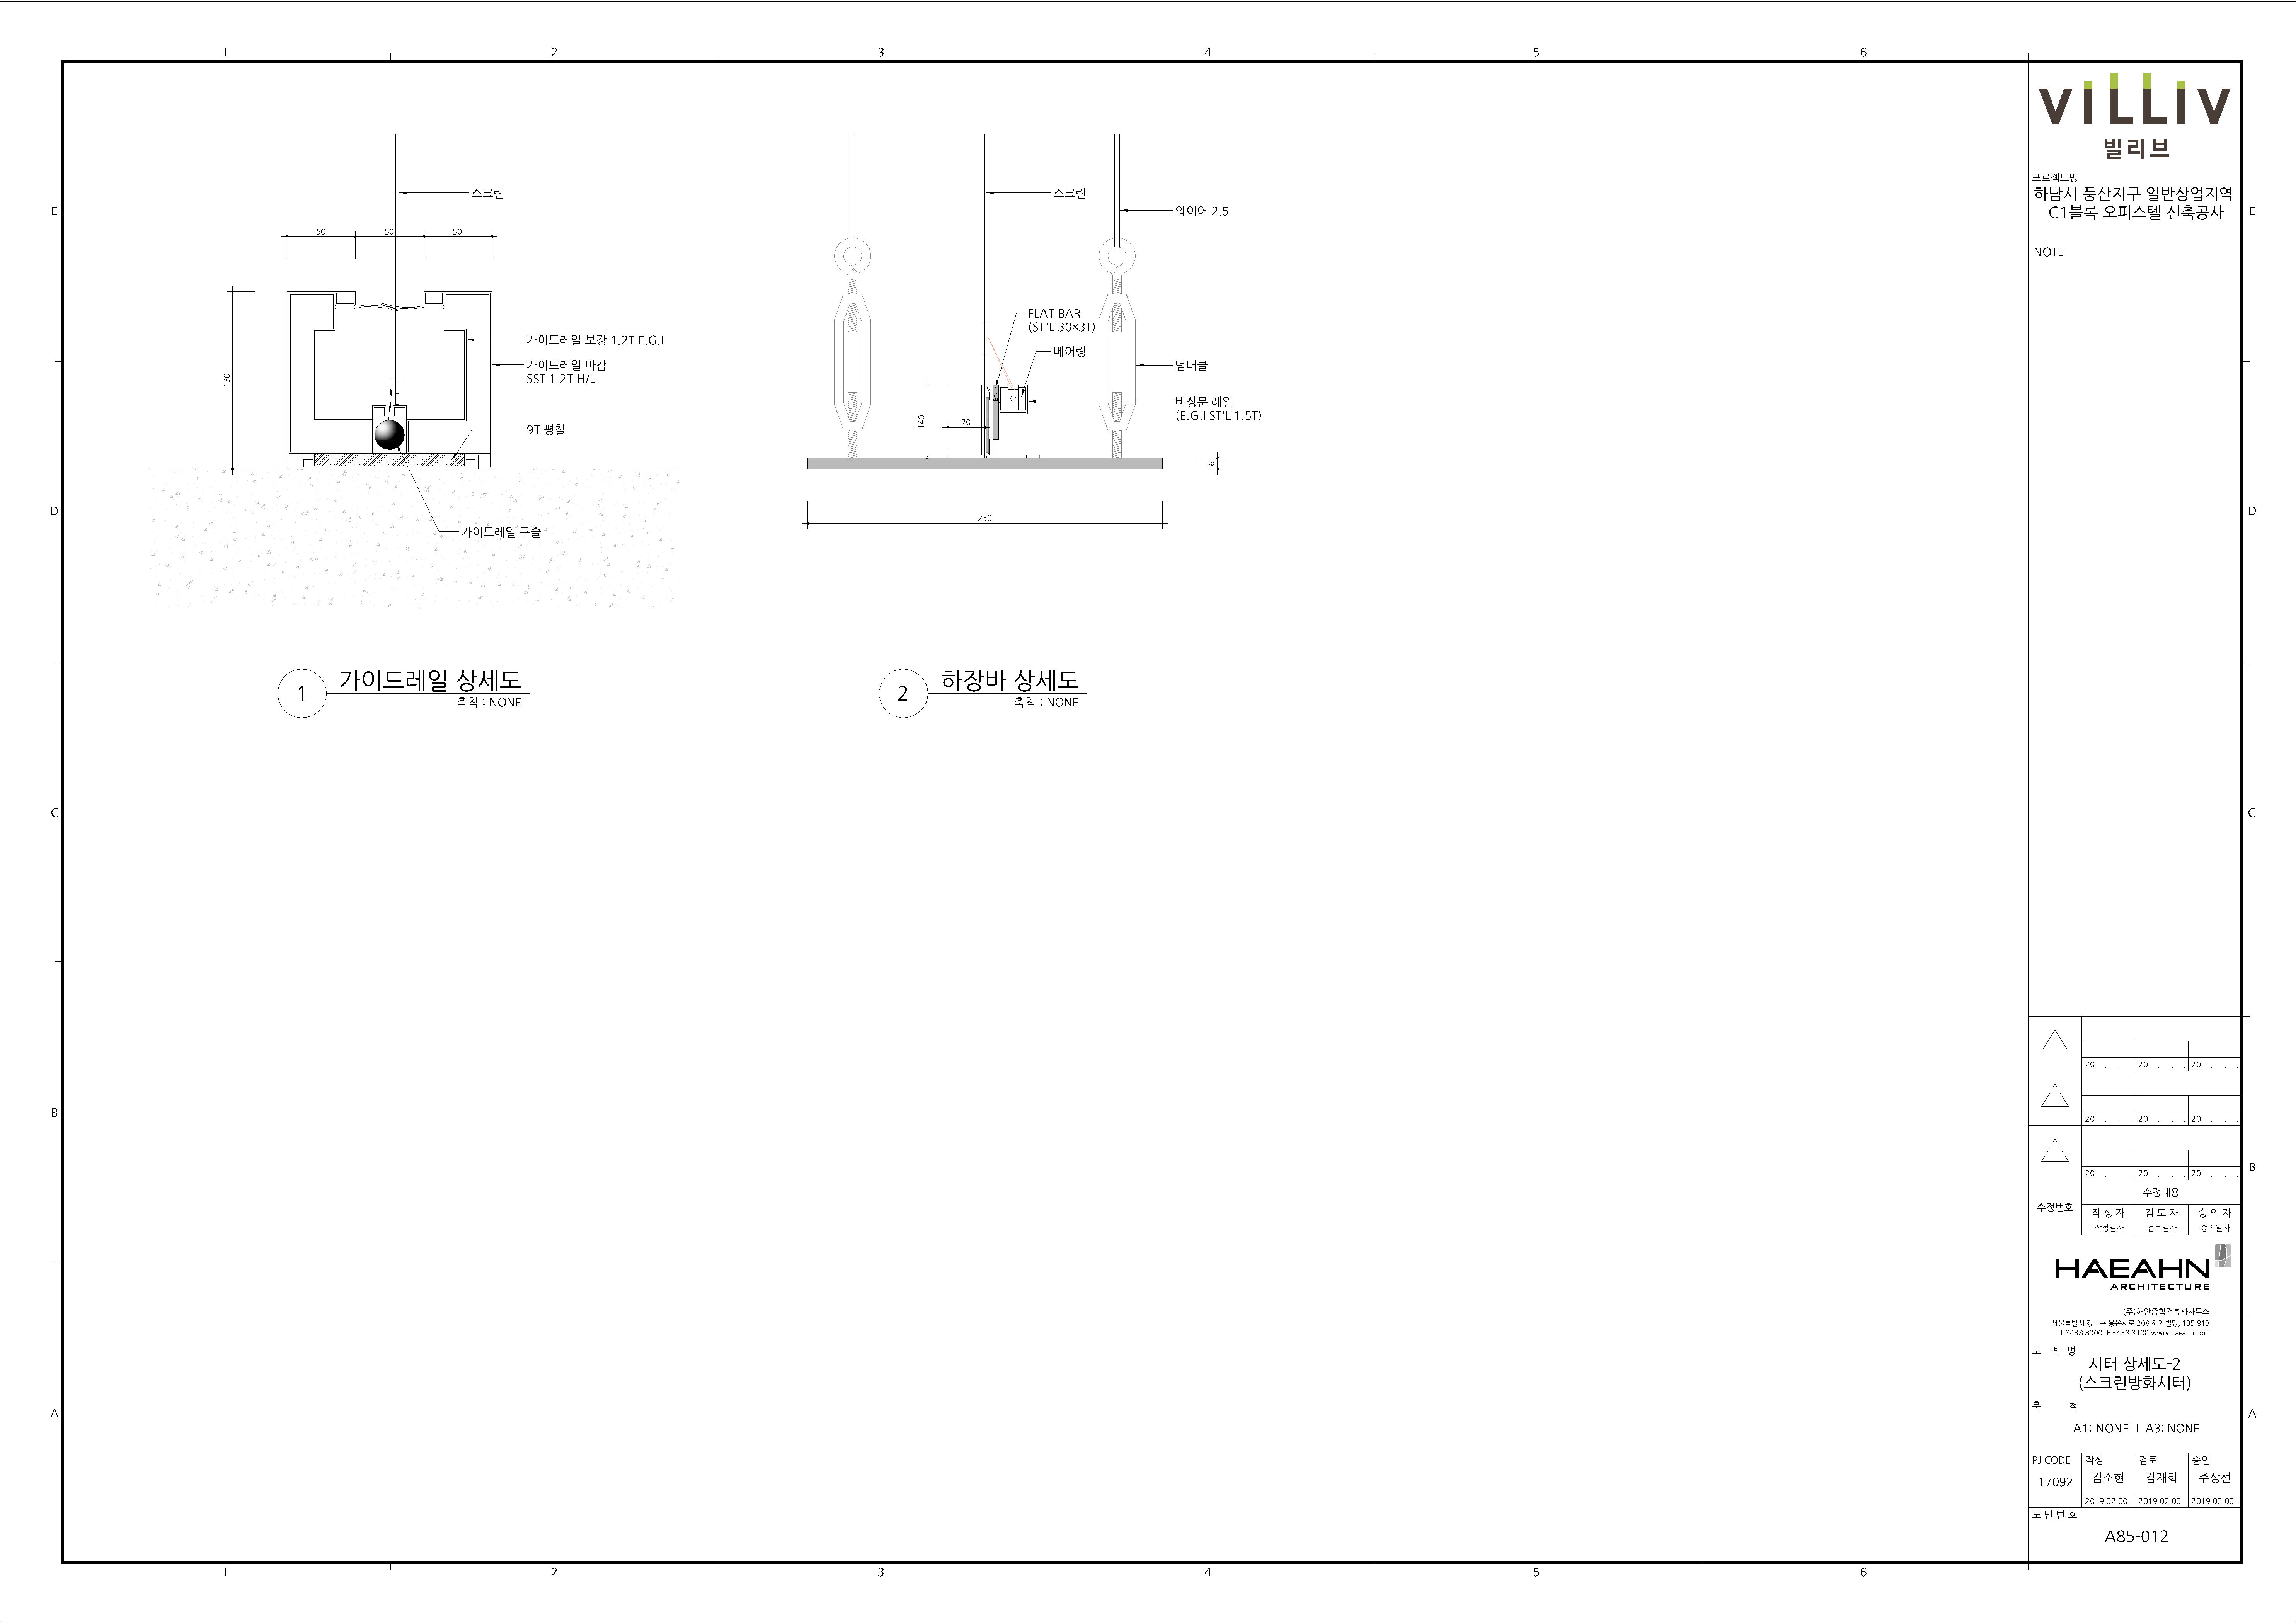 1 2 3 4 5 6
스크린
50 50 50
130
가이드레일 보강 1.2T E.G.I
가이드레일 마감
SST 1.2T H/L
9T 평철
가이드레일 구슬
1
가이드레일 상세도
축척 : NONE
스크린
와이어 2.5
FLAT BAR
(ST'L 30×3T)
베어링
덤버클
비상문 레일
(E.G.I ST'L 1.5T)
140
20
6
230
2
하장바 상세도
축척 : NONE
E E
D D
C C
B B
A A
VILLIV
빌리브
프로젝트명
하남시 풍산지구 일반상업지역
C1블록 오피스텔 신축공사
NOTE
20 . . . 20 . . . 20 . . .
20 . . . 20 . . . 20 . . .
20 . . . 20 . . . 20 . . .
수정번호
수정내용
작 성 자 검 토 자 승 인 자
작성일자 검토일자 승인일자
HAEAHN
ARCHITECTURE
(주)해안종합건축사사무소
서울특별시 강남구 봉은사로 208 해안빌딩, 135-913
T.3438 8000 F.3438 8100 www.haeahn.com
도 면 명
셔터 상세도-2
(스크린방화셔터)
축 척
A1: NONE I A3: NONE
PJ CODE 작성 검토 승인
17092 김소현 김재희 주상선
2019.02.00. 2019.02.00. 2019.02.00.
도 면 번 호
A85-012
1 2 3 4 5 6